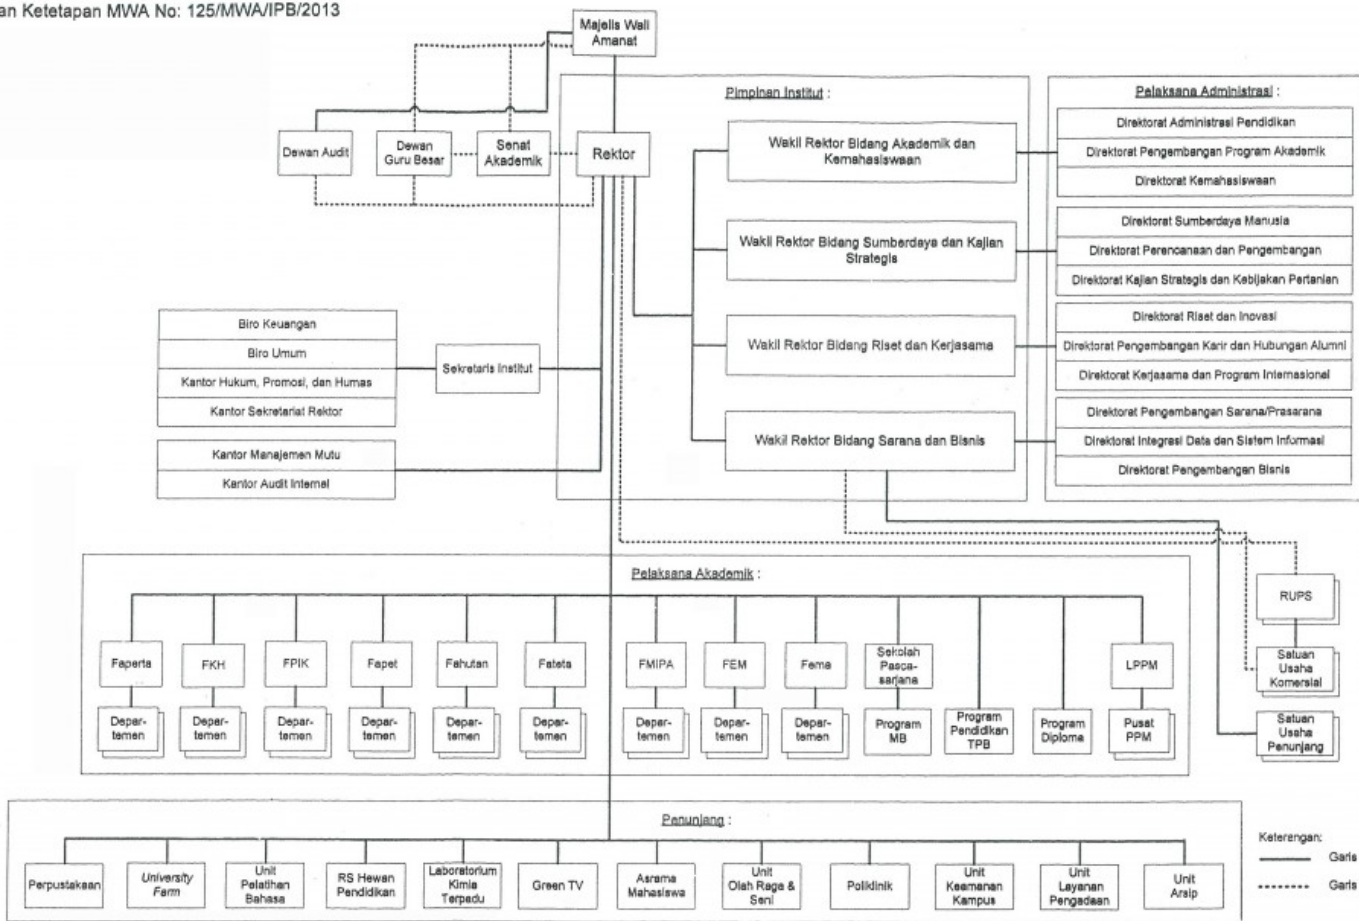 an Ketetapan MWA No: 125/MWA/IPB/2013
Majelis Wali
Amanat
Pimpinan Institut :
Pelaksana Administrasi :
Dewan Audit
Dewan
Guru Besar
Senat
Akademik
Rektor
Wakil Rektor Bidang Akademik dan
Kemahasiswaan
Direktorat Administrasi Pendidikan
Direktorat Pengembangan Program Akademik
Direktorat Kemahasiswaan
Wakil Rektor Bidang Sumberdaya dan Kajian
Strategis
Direktorat Sumberdaya Manusia
Direktorat Perencanaan dan Pengembangan
Direktorat Kajian Strategis dan Kebijakan Pertanian
Wakil Rektor Bidang Riset dan Kerjasama
Direktorat Riset dan Inovasi
Direktorat Pengembangan Karir dan Hubungan Alumni
Direktorat Kerjasama dan Program Internasional
Wakil Rektor Bidang Sarana dan Bisnis
Direktorat Pengembangan Sarana/Prasarana
Direktorat Integrasi Data dan Sistem Informasi
Direktorat Pengembangan Bisnis
Biro Keuangan
Biro Umum
Kantor Hukum, Promosi, dan Humas
Kantor Sekretariat Rektor
Sekretaris Institut
Kantor Manajemen Mutu
Kantor Audit Internal
Pelaksana Akademik :
Faperta
FKH
FPIK
Fapet
Fahutan
Fateta
FMIPA
FEM
Fema
Sekolah
Pasca-
sarjana
LPPM
Depar-
temen
Depar-
temen
Depar-
temen
Depar-
temen
Depar-
temen
Depar-
temen
Depar-
temen
Depar-
temen
Depar-
temen
Program
MB
Program
Pendidikan
TPB
Program
Diploma
Pusat
PPM
RUPS
Satuan
Usaha
Komersial
Satuan
Usaha
Penunjang
Penunjang :
Perpustakaan
University
Farm
Unit
Pelatihan
Bahasa
RS Hewan
Pendidikan
Laboratorium
Kimia
Terpadu
Green TV
Asrama
Mahasiswa
Unit
Olah Raga &
Seni
Poliklinik
Unit
Keamanan
Kampus
Unit
Layanan
Pengadaan
Unit
Arsip
Keterangan:
Garis
Garis